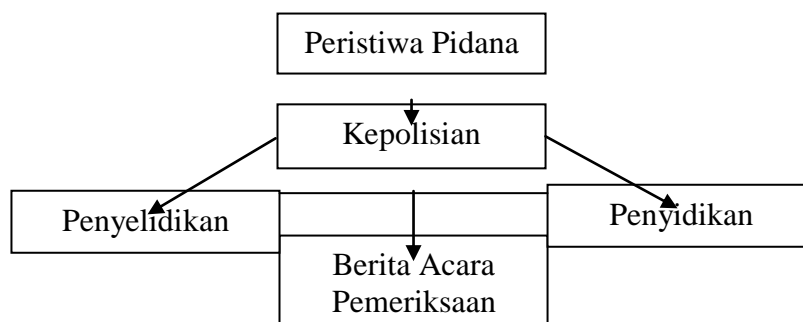 Peristiwa Pidana
Kepolisian
Penyelidikan
Penyidikan
Berita Acara
Pemeriksaan